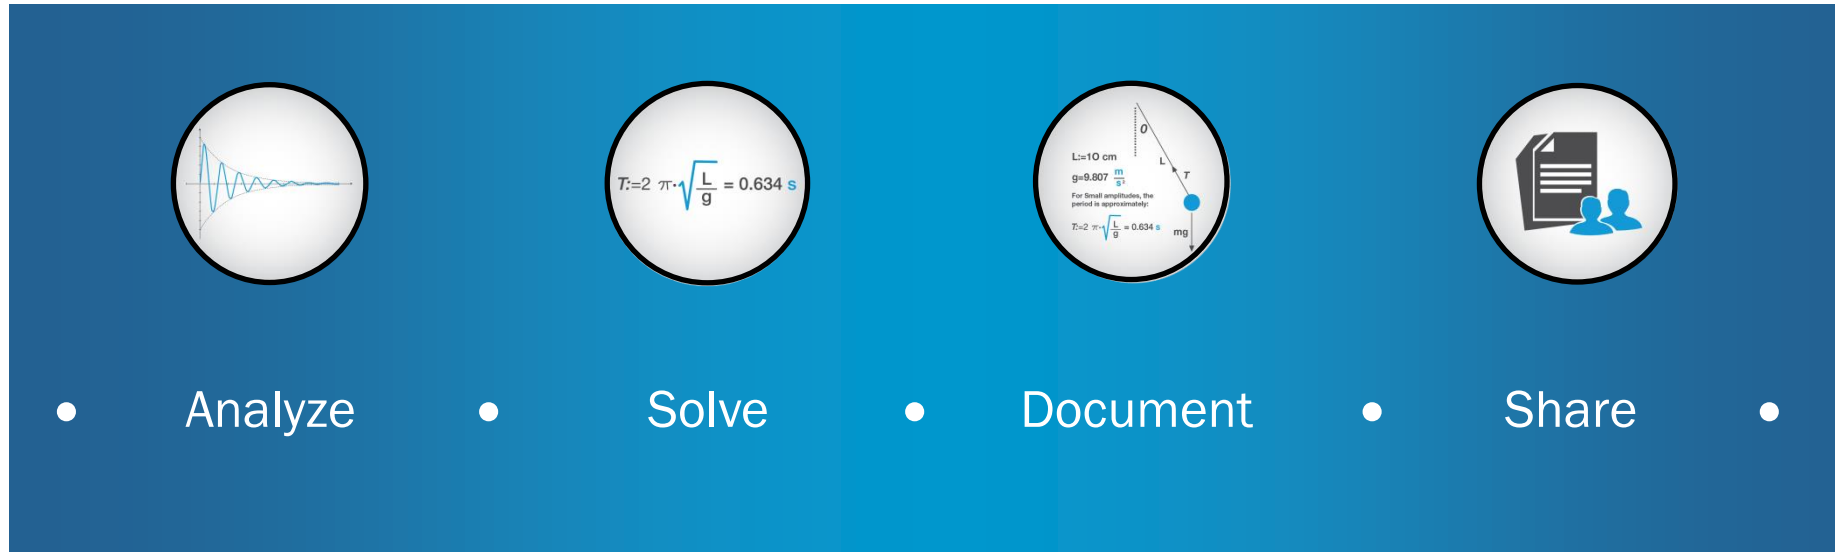 T:=2 π·√L/g = 0.634 s
0
L:=10 cm
L
T
g=9.807 m/s²
For Small amplitudes, the
period is approximately:
T:=2 π·√L/g = 0.634 s
mg
• Analyze • Solve • Document • Share •